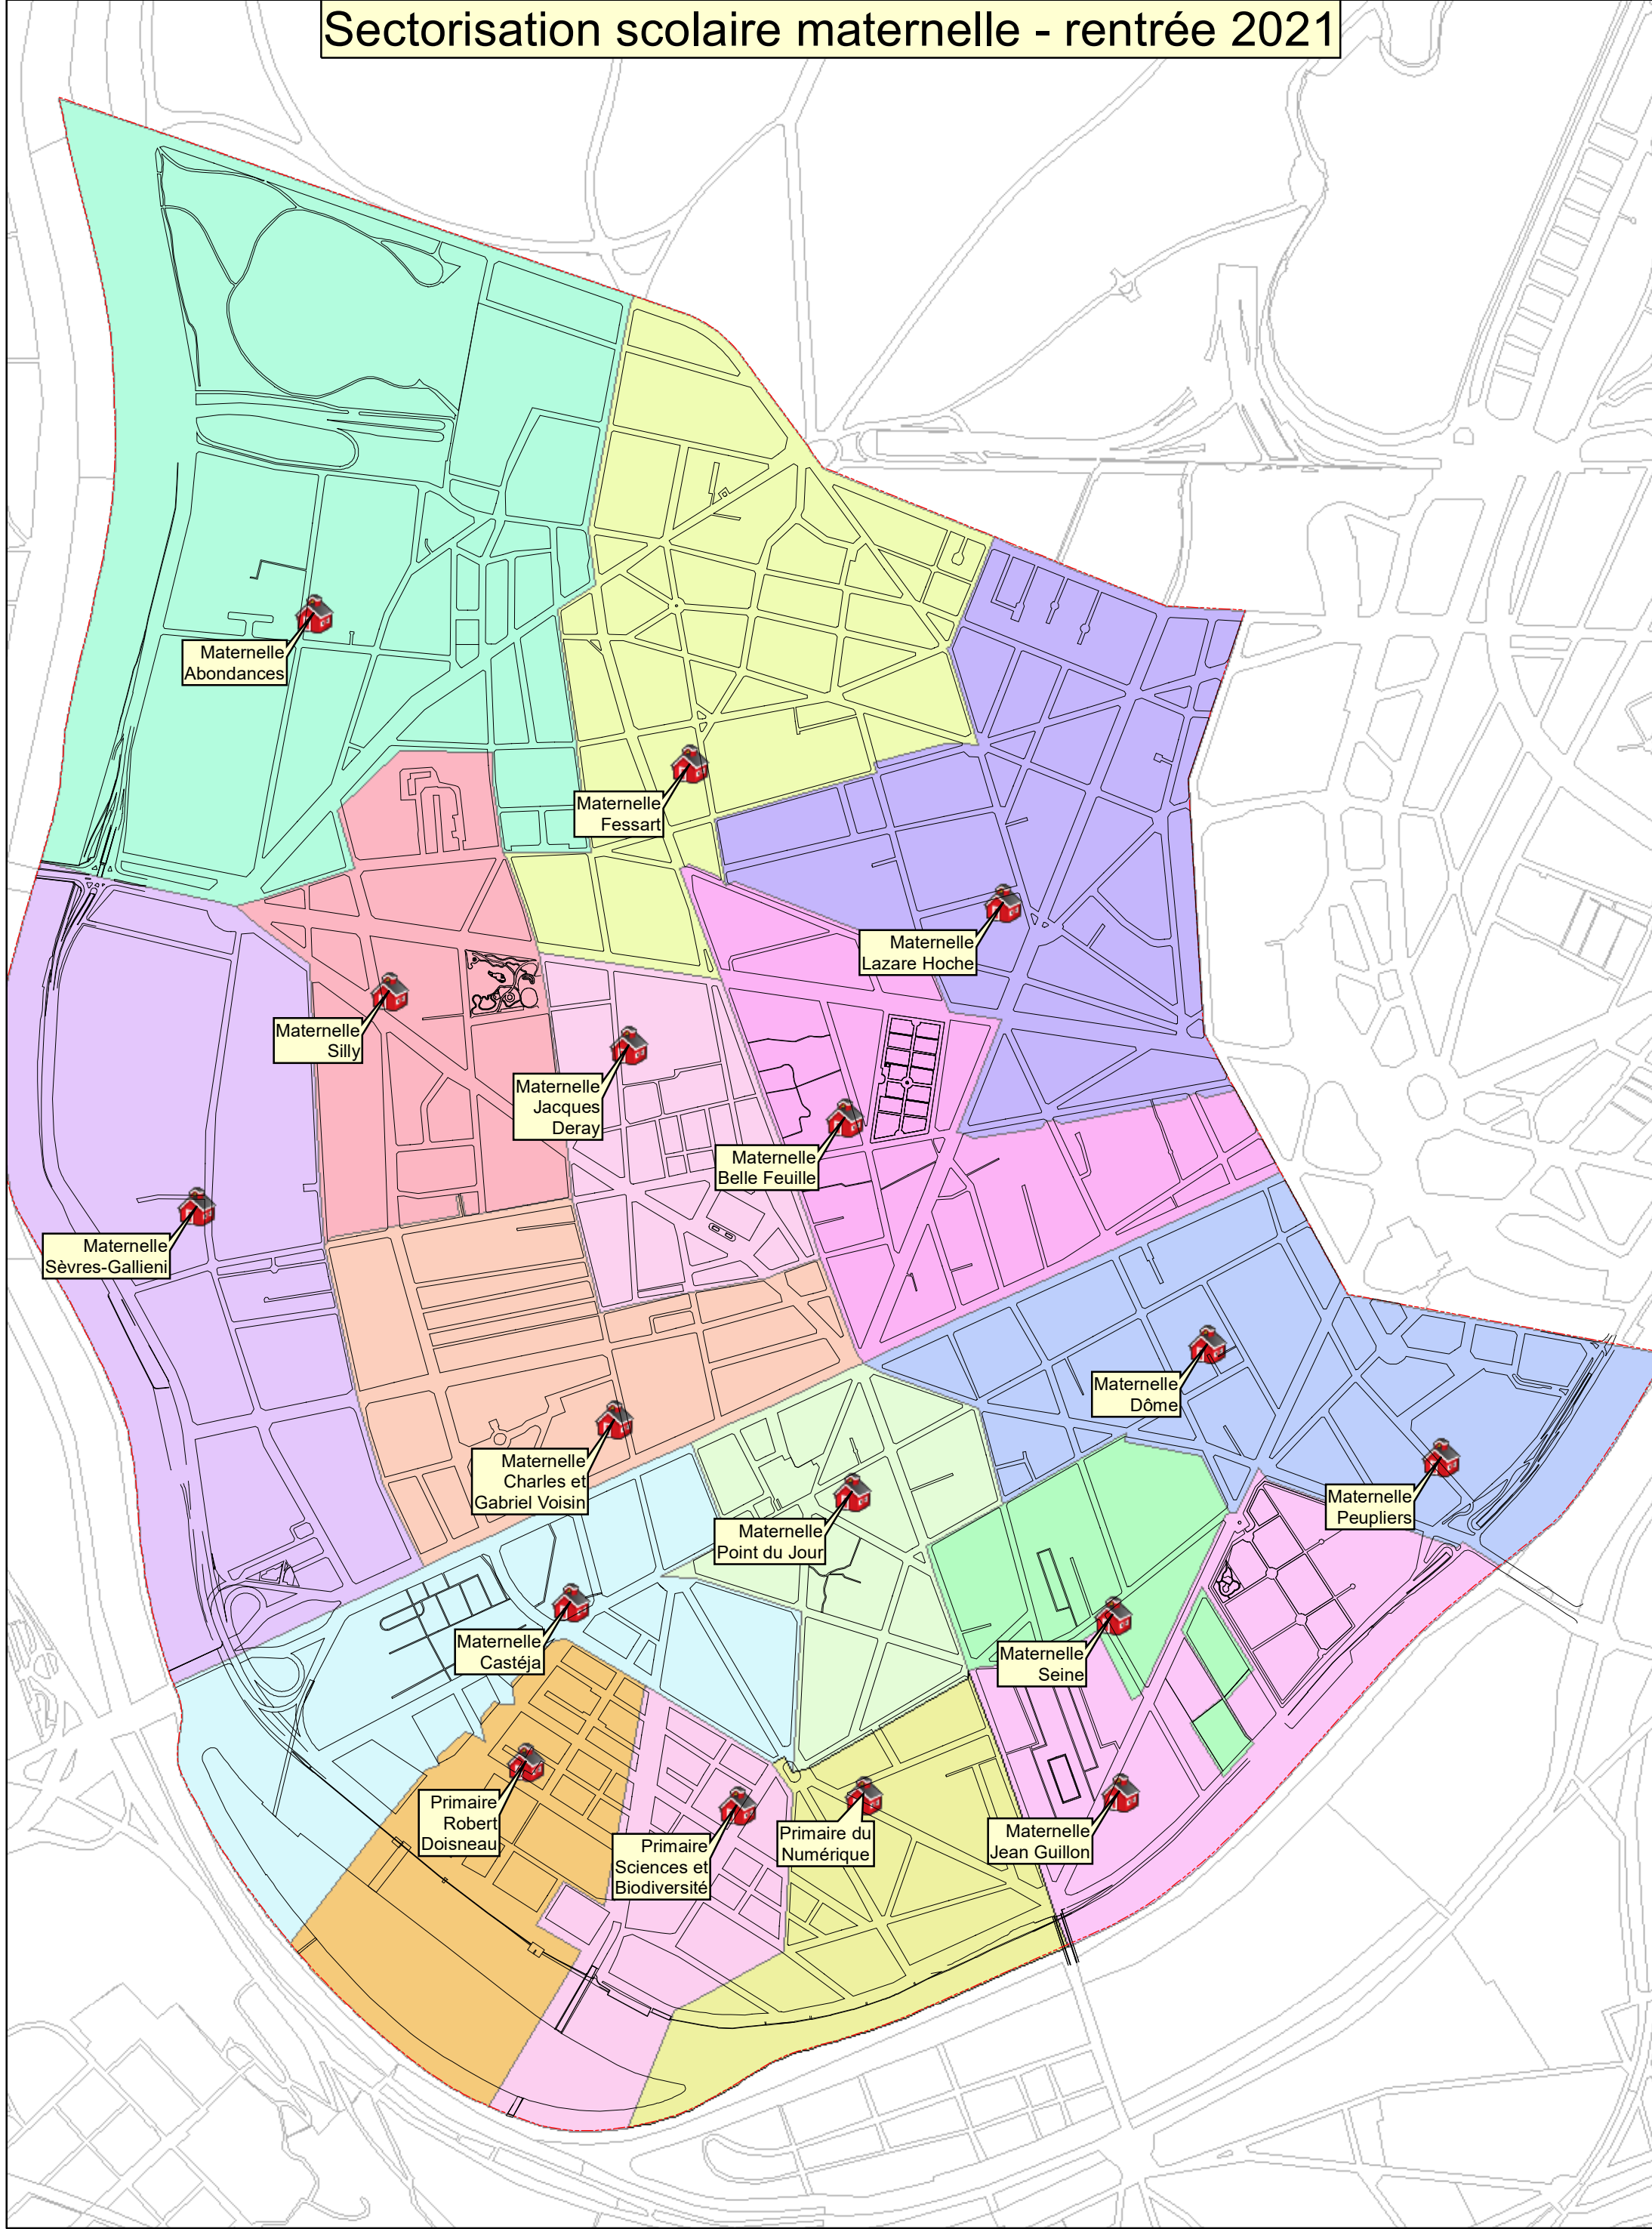 Sectorisation scolaire maternelle - rentrée 2021
Maternelle
Abondances
Maternelle
Fessart
Maternelle
Lazare Hoche
Maternelle
Silly
Maternelle
Jacques
Deray
Maternelle
Belle Feuille
Maternelle
Sèvres-Gallieni
Maternelle
Dôme
Maternelle
Charles et
Gabriel Voisin
Maternelle
Peupliers
Maternelle
Point du Jour
Maternelle
Castéja
Maternelle
Seine
Primaire
Robert
Doisneau
Primaire
Sciences et
Biodiversité
Primaire du
Numérique
Maternelle
Jean Guillon